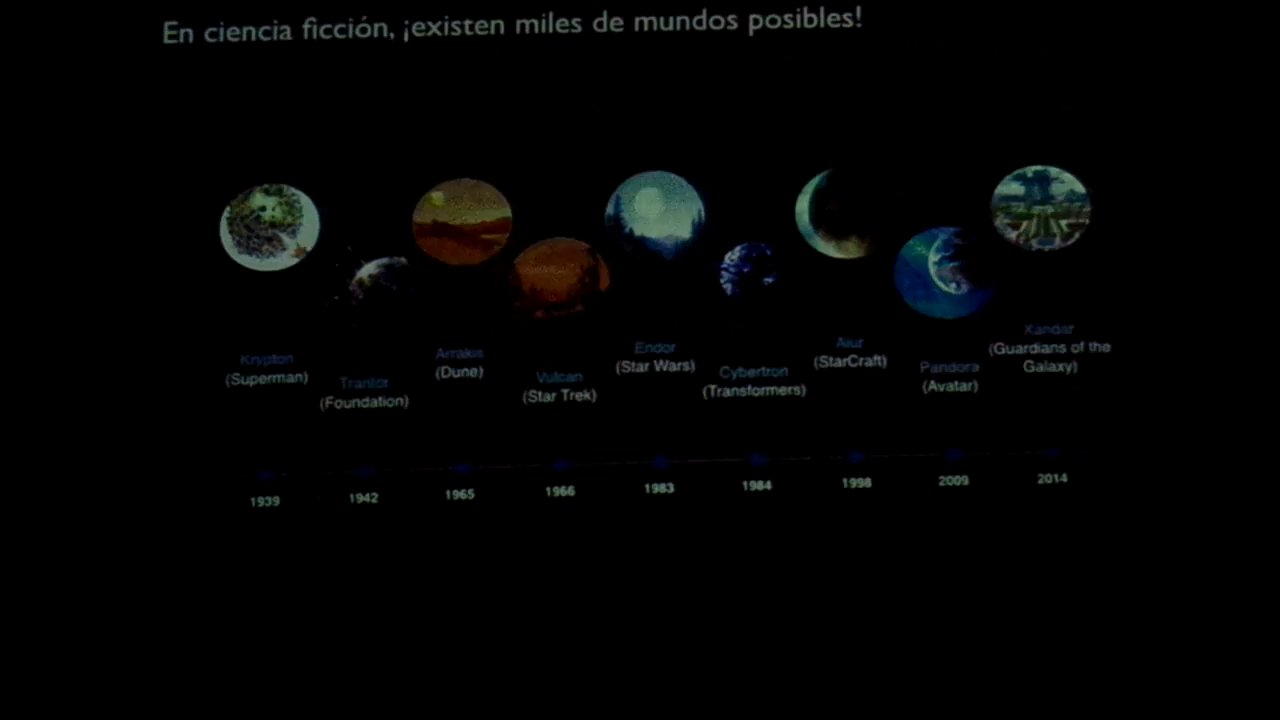 En ciencia ficción, ¡existen miles de mundos posibles!
Krypton
(Superman)
Trantor
(Foundation)
Arrakis
(Dune)
Vulcan
(Star Trek)
Endor
(Star Wars)
Cybertron
(Transformers)
Aiur
(StarCraft)
Pandora
(Avatar)
Xandar
(Guardians of the
Galaxy)
1939
1942
1965
1966
1983
1984
1998
2009
2014